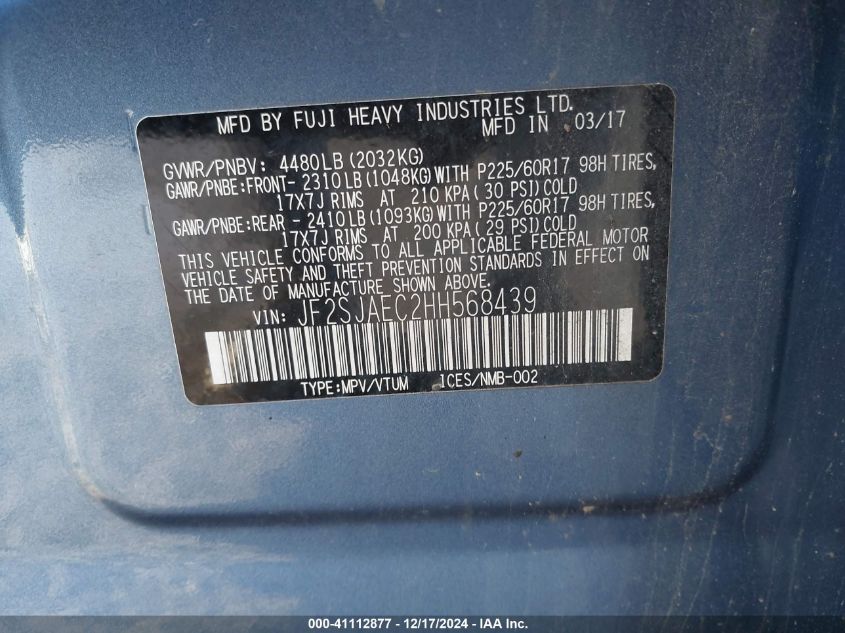 MFD BY FUJI HEAVY INDUSTRIES LTD.
MFD IN 03/17
GVWR/PNBV: 4480LB (2032KG)
GAWR/PNBE:FRONT- 2310LB (1048KG) WITH P225/60R17 98H TIRES,
17X7J RIMS AT 210 KPA ( 30 PSI) COLD
GAWR/PNBE:REAR - 2410LB (1093KG) WITH P225/60R17 98H TIRES,
17X7J RIMS AT 200 KPA ( 29 PSI) COLD
THIS VEHICLE CONFORMS TO ALL APPLICABLE FEDERAL MOTOR
VEHICLE SAFETY AND THEFT PREVENTION STANDARDS IN EFFECT ON
THE DATE OF MANUFACTURE SHOWN ABOVE.
VIN: JF2SJAEC2HH568439
TYPE:MPV/VTUM ICES/NMB-002
000-41112877 - 12/17/2024 - IAA, Inc.